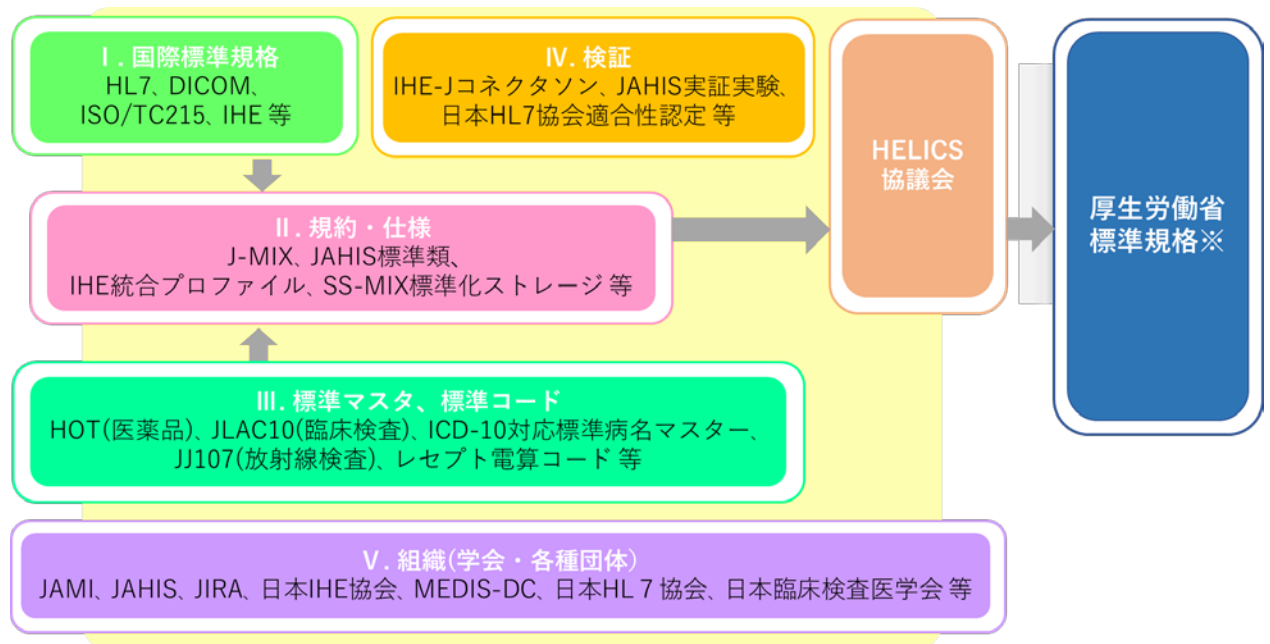 Ⅰ. 国際標準規格
HL7、DICOM、
ISO/TC215、IHE 等
Ⅳ. 検証
IHE-Jコネクタソン、JAHIS実証実験、
日本HL7協会適合性認定 等
HELICS
協議会
厚生労働省
標準規格※
Ⅱ. 規約・仕様
J-MIX、JAHIS標準類、
IHE統合プロファイル、SS-MIX標準化ストレージ 等
Ⅲ. 標準マスタ、標準コード
HOT(医薬品)、JLAC10(臨床検査)、ICD-10対応標準病名マスター、
JJ107(放射線検査)、レセプト電算コード 等
Ⅴ. 組織(学会・各種団体)
JAMI、JAHIS、JIRA、日本IHE協会、MEDIS-DC、日本HL７協会、日本臨床検査医学会 等